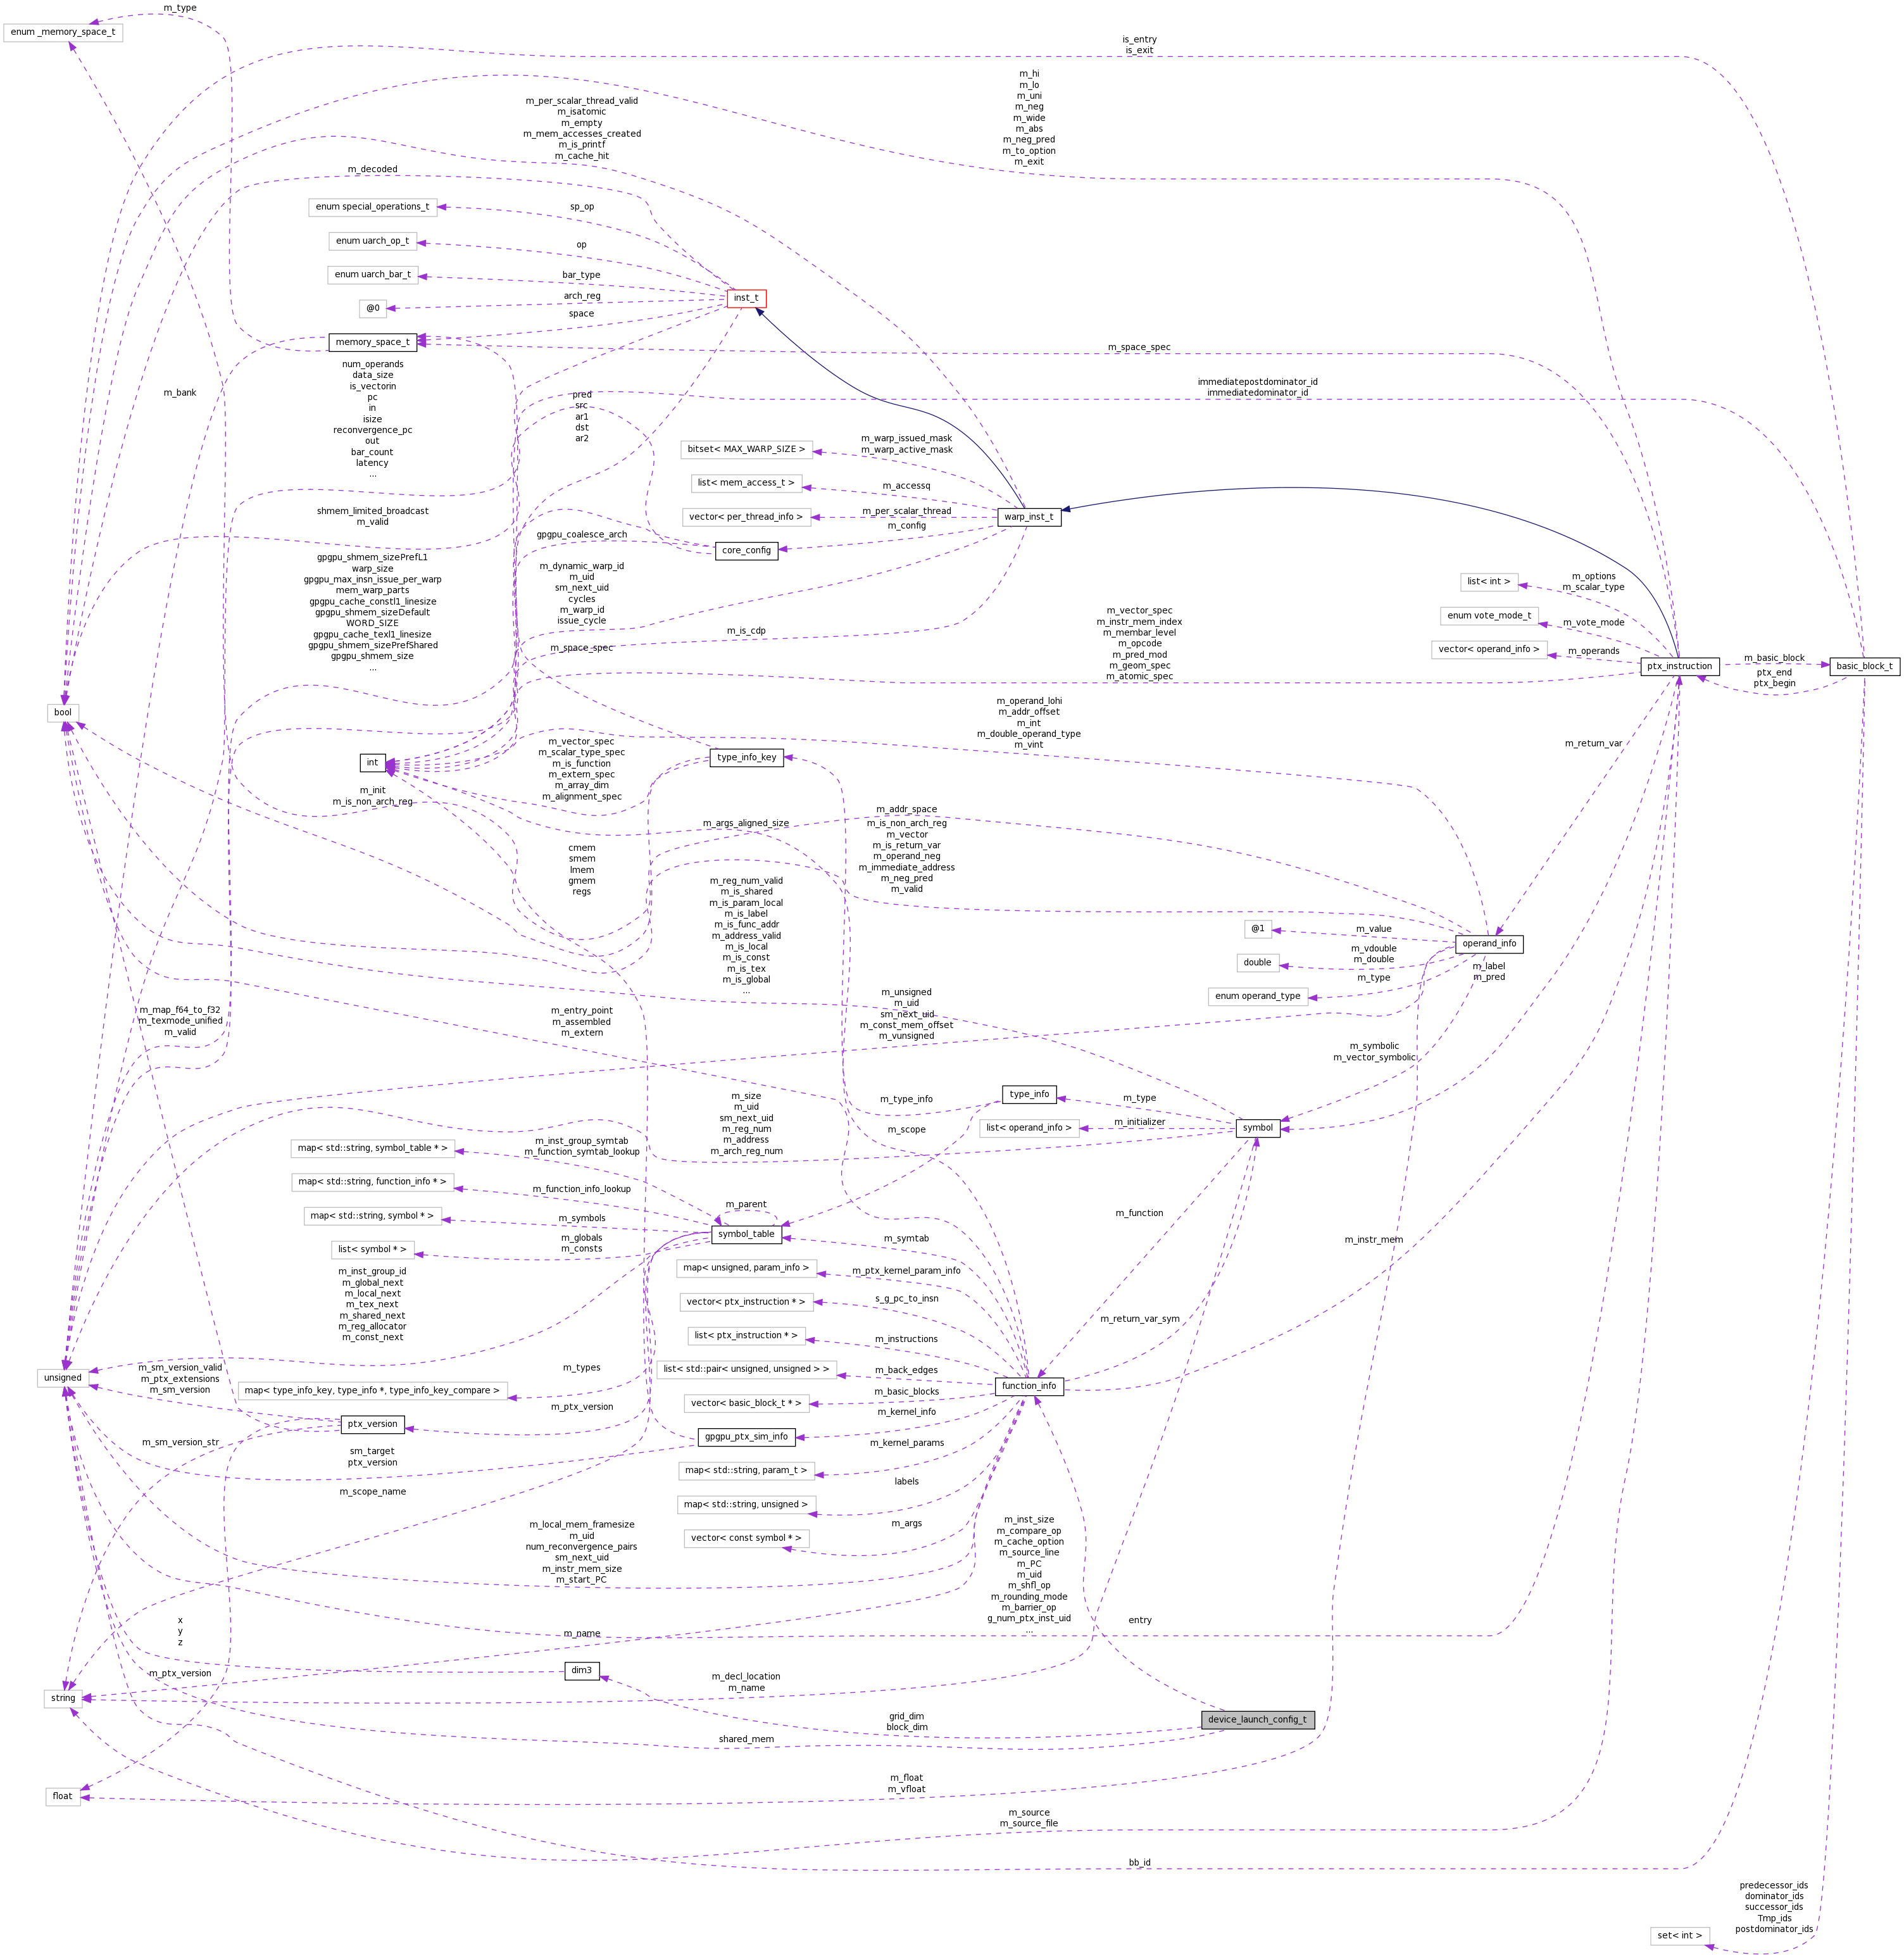 m_type
enum _memory_space_t
is_entry
is_exit
m_hi
m_lo
m_uni
m_neg
m_wide
m_abs
m_neg_pred
m_to_option
m_exit
m_per_scalar_thread_valid
m_isatomic
m_empty
m_mem_accesses_created
m_is_printf
m_cache_hit
m_decoded
enum special_operations_t
sp_op
enum uarch_op_t
op
enum uarch_bar_t
bar_type
@0
arch_reg
inst_t
space
memory_space_t
m_space_spec
num_operands
data_size
is_vectorin
pc
in
isize
reconvergence_pc
out
bar_count
latency
...
m_bank
pred
src
ar1
dst
ar2
immediatepostdominator_id
immediatedominator_id
bitset< MAX_WARP_SIZE >
m_warp_issued_mask
m_warp_active_mask
list< mem_access_t >
m_accessq
vector< per_thread_info >
m_per_scalar_thread
warp_inst_t
m_config
shmem_limited_broadcast
m_valid
gpgpu_coalesce_arch
core_config
gpgpu_shmem_sizePrefL1
warp_size
gpgpu_max_insn_issue_per_warp
mem_warp_parts
gpgpu_cache_constl1_linesize
gpgpu_shmem_sizeDefault
WORD_SIZE
gpgpu_cache_texl1_linesize
gpgpu_shmem_sizePrefShared
gpgpu_shmem_size
...
m_dynamic_warp_id
m_uid
sm_next_uid
cycles
m_warp_id
issue_cycle
m_is_cdp
m_space_spec
list< int >
m_options
m_scalar_type
enum vote_mode_t
m_vote_mode
vector< operand_info >
m_operands
m_vector_spec
m_instr_mem_index
m_membar_level
m_opcode
m_pred_mod
m_geom_spec
m_atomic_spec
ptx_instruction
m_basic_block
basic_block_t
ptx_end
ptx_begin
bool
m_operand_lohi
m_addr_offset
m_int
m_double_operand_type
m_vint
m_return_var
int
m_vector_spec
m_scalar_type_spec
m_is_function
m_extern_spec
m_array_dim
m_alignment_spec
type_info_key
m_init
m_is_non_arch_reg
m_args_aligned_size
m_addr_space
m_is_non_arch_reg
m_vector
m_is_return_var
m_operand_neg
m_immediate_address
m_neg_pred
m_valid
cmem
smem
lmem
gmem
regs
m_reg_num_valid
m_is_shared
m_is_param_local
m_is_label
m_is_func_addr
m_address_valid
m_is_local
m_is_const
m_is_tex
m_is_global
...
@1
m_value
operand_info
double
m_vdouble
m_double
enum operand_type
m_type
m_label
m_pred
m_map_f64_to_f32
m_texmode_unified
m_valid
m_entry_point
m_assembled
m_extern
m_unsigned
m_uid
sm_next_uid
m_const_mem_offset
m_vunsigned
m_symbolic
m_vector_symbolic
type_info
m_type_info
m_type
m_size
m_uid
sm_next_uid
m_reg_num
m_address
m_arch_reg_num
m_scope
list< operand_info >
m_initializer
symbol
map< std::string, symbol_table * >
m_inst_group_symtab
m_function_symtab_lookup
map< std::string, function_info * >
m_function_info_lookup
map< std::string, symbol * >
m_symbols
m_parent
symbol_table
list< symbol * >
m_globals
m_consts
m_symtab
m_function
m_instr_mem
map< unsigned, param_info >
m_ptx_kernel_param_info
m_inst_group_id
m_global_next
m_local_next
m_tex_next
m_shared_next
m_reg_allocator
m_const_next
vector< ptx_instruction * >
s_g_pc_to_insn
m_return_var_sym
list< ptx_instruction * >
m_instructions
unsigned
m_sm_version_valid
m_ptx_extensions
m_sm_version
m_types
list< std::pair< unsigned, unsigned > >
m_back_edges
function_info
map< type_info_key, type_info *, type_info_key_compare >
vector< basic_block_t * >
m_basic_blocks
m_ptx_version
ptx_version
m_kernel_info
gpgpu_ptx_sim_info
m_sm_version_str
sm_target
ptx_version
m_kernel_params
map< std::string, param_t >
m_scope_name
labels
map< std::string, unsigned >
m_args
vector< const symbol * >
m_local_mem_framesize
m_uid
num_reconvergence_pairs
sm_next_uid
m_instr_mem_size
m_start_PC
m_inst_size
m_compare_op
m_cache_option
m_source_line
m_PC
m_uid
m_shfl_op
m_rounding_mode
m_barrier_op
g_num_ptx_inst_uid
...
entry
x
y
z
m_name
dim3
m_ptx_version
string
m_decl_location
m_name
grid_dim
block_dim
device_launch_config_t
shared_mem
float
m_float
m_vfloat
m_source
m_source_file
bb_id
predecessor_ids
dominator_ids
successor_ids
Tmp_ids
postdominator_ids
set< int >